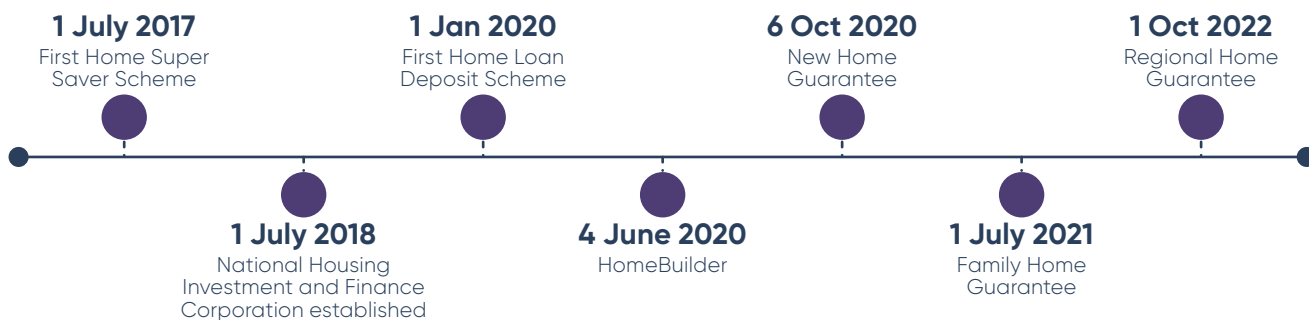 1 July 2017
First Home Super
Saver Scheme
1 July 2018
National Housing
Investment and Finance
Corporation established
1 Jan 2020
First Home Loan
Deposit Scheme
4 June 2020
HomeBuilder
6 Oct 2020
New Home
Guarantee
1 July 2021
Family Home
Guarantee
1 Oct 2022
Regional Home
Guarantee